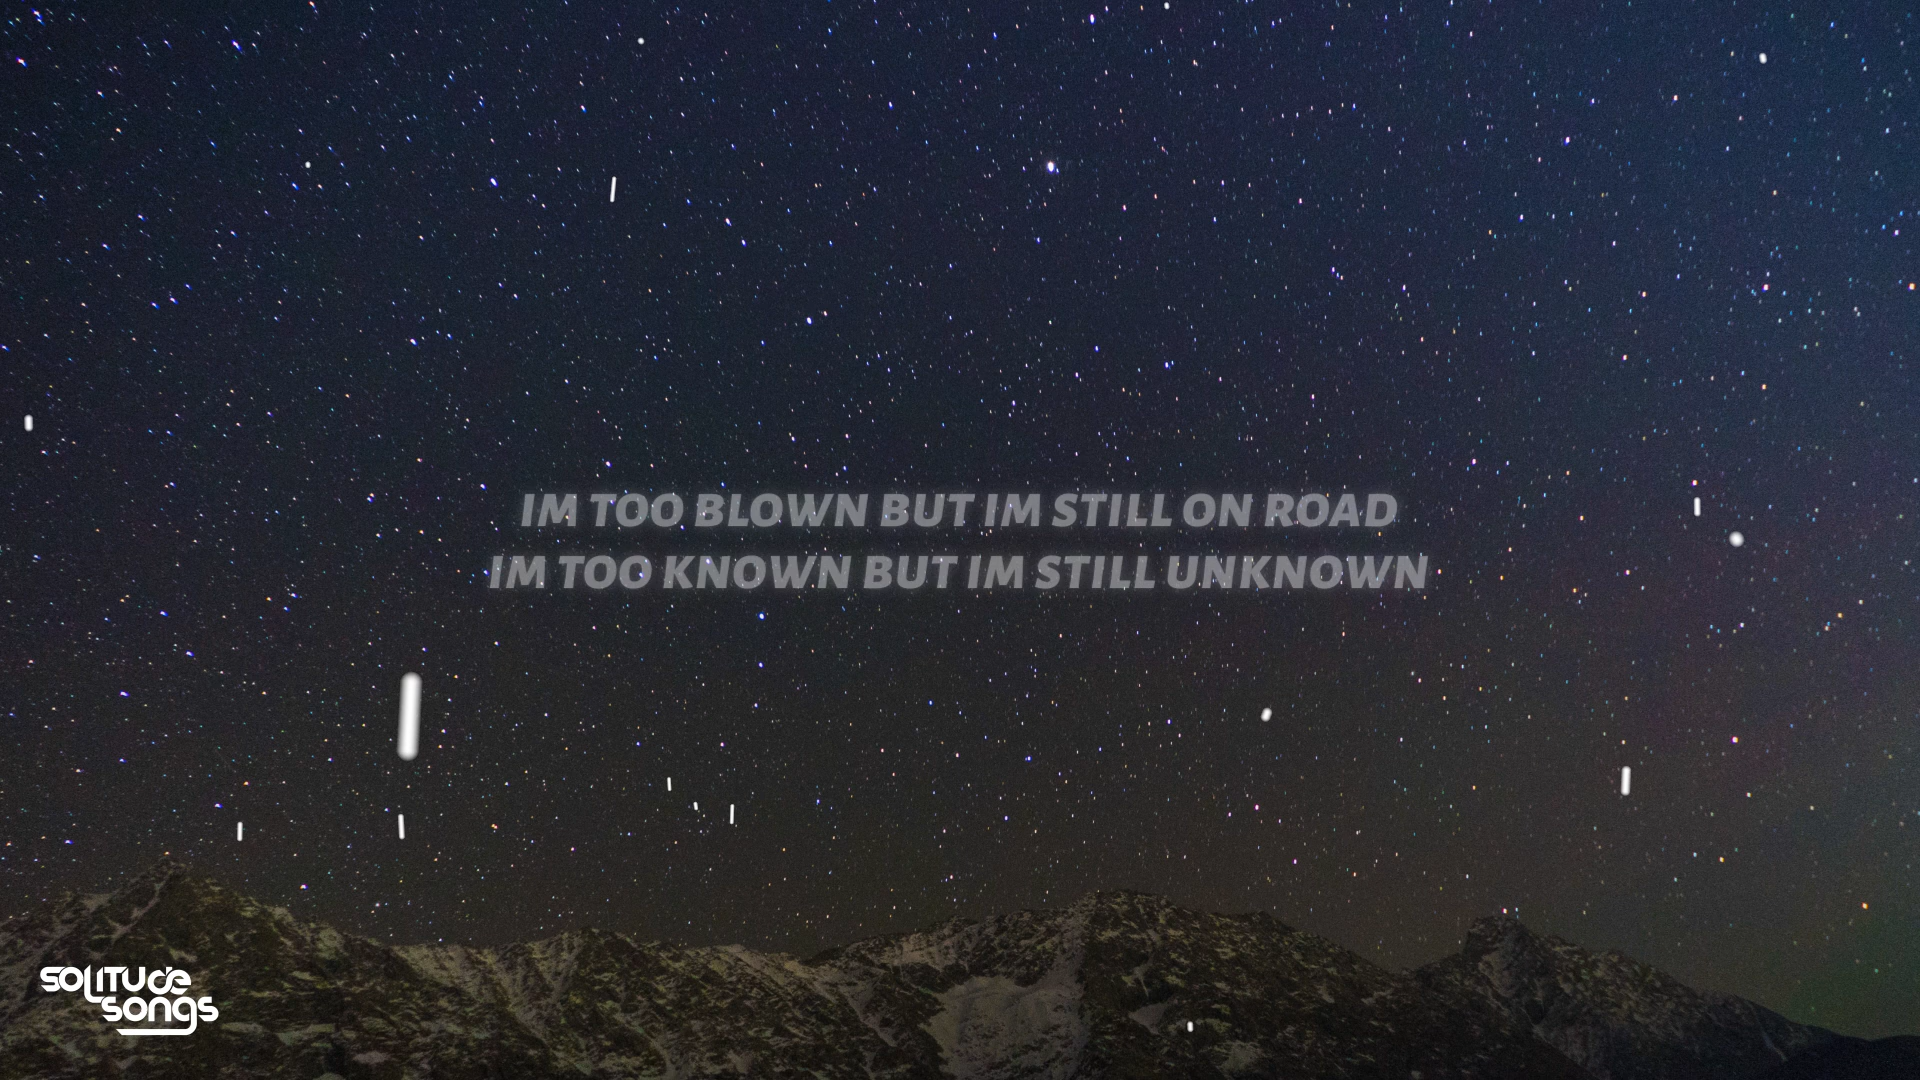 IM TOO BLOWN BUT IM STILL ON ROAD
IM TOO KNOWN BUT IM STILL UNKNOWN
SOLITUDE
SONGS